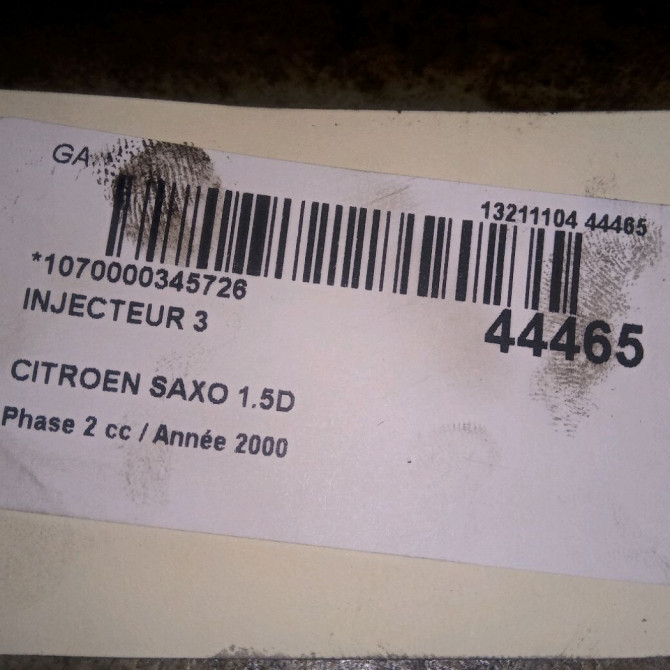 GA
13211104 44465
*1070000345726
INJECTEUR 3
44465
CITROEN SAXO 1.5D
Phase 2 cc / Année 2000